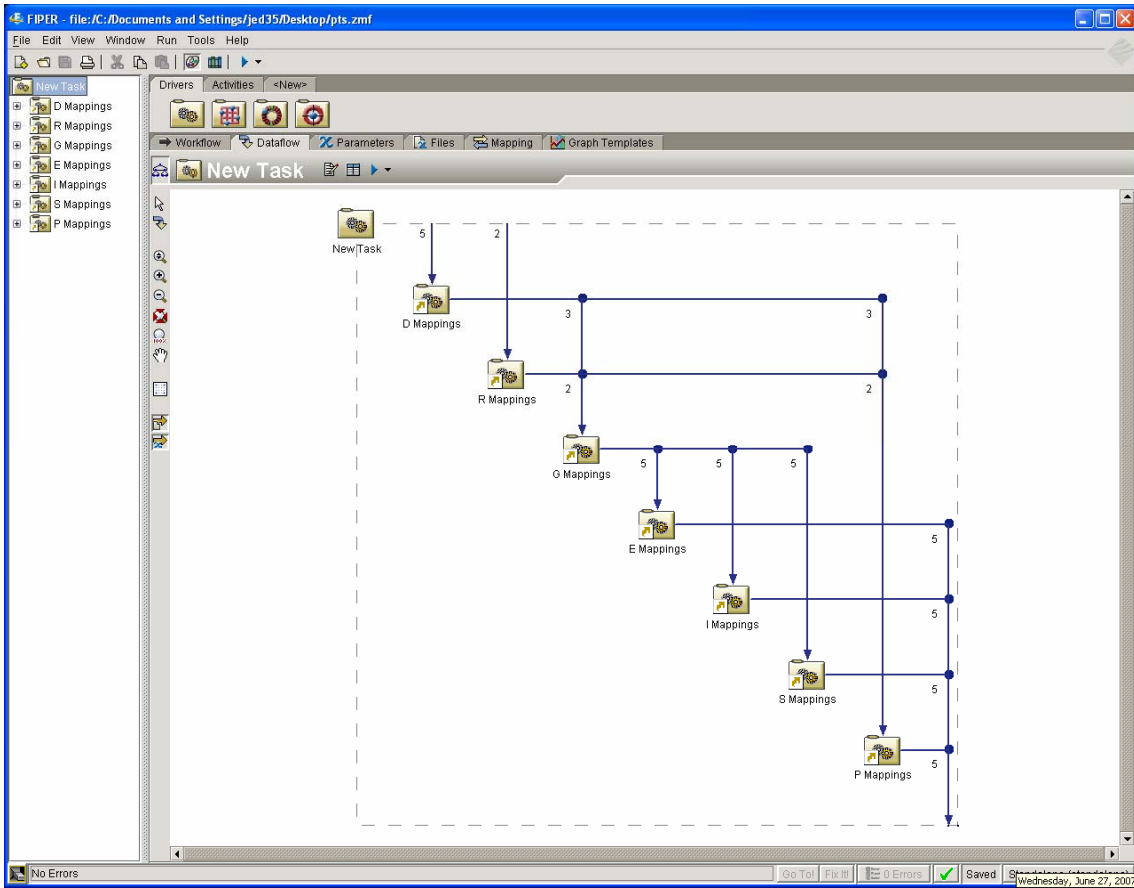 FIPER - file:/C:/Documents and Settings/jed35/Desktop/pts.zmf
File Edit View Window Run Tools Help
New Task
D Mappings
R Mappings
G Mappings
E Mappings
I Mappings
S Mappings
P Mappings
Drivers Activities <New>
Workflow Dataflow Parameters Files Mapping Graph Templates
New Task
New Task
5 2
D Mappings
3 3
R Mappings
2 2
G Mappings
5 5 5
E Mappings
5
I Mappings
5
S Mappings
5
P Mappings
5
100%
No Errors Go To! Fix It! 0 Errors Saved
Wednesday, June 27, 2007